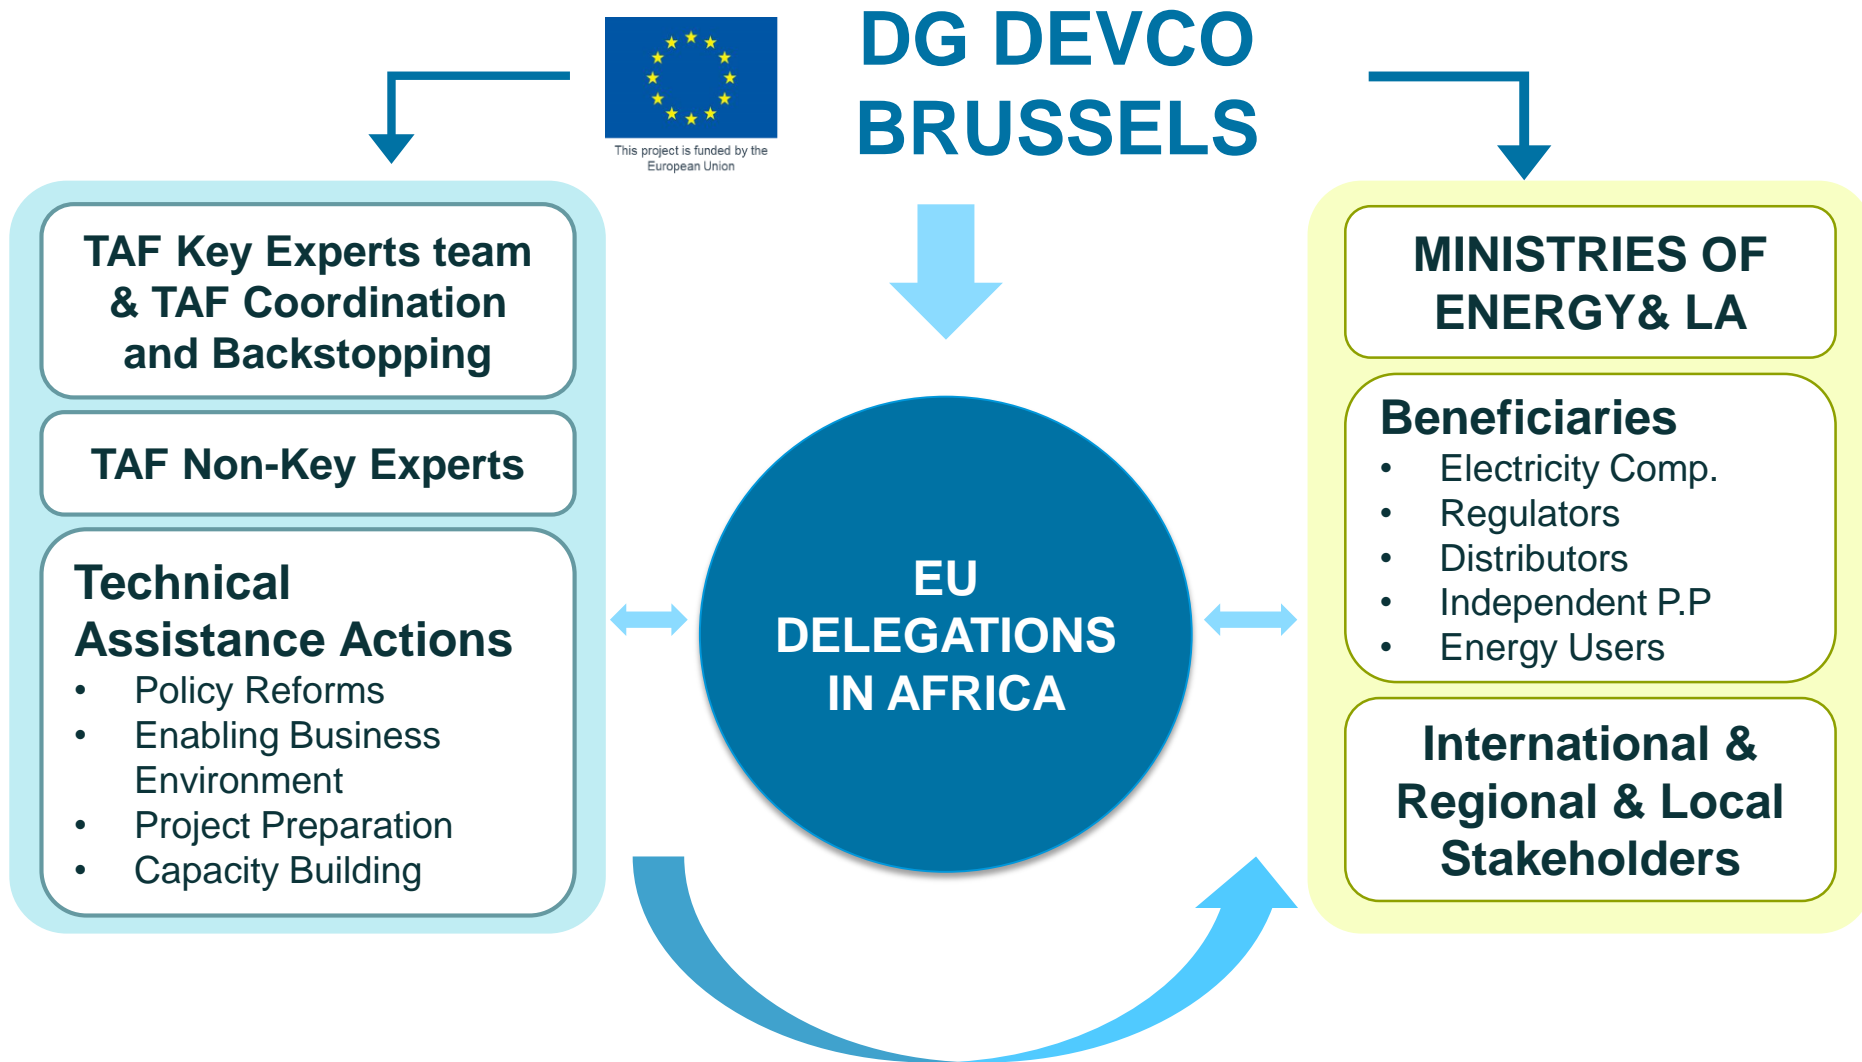 DG DEVCO
BRUSSELS
This project is funded by the
European Union
TAF Key Experts team
& TAF Coordination
and Backstopping
TAF Non-Key Experts
Technical
Assistance Actions
• Policy Reforms
• Enabling Business
Environment
• Project Preparation
• Capacity Building
EU
DELEGATIONS
IN AFRICA
MINISTRIES OF
ENERGY& LA
Beneficiaries
• Electricity Comp.
• Regulators
• Distributors
• Independent P.P
• Energy Users
International &
Regional & Local
Stakeholders